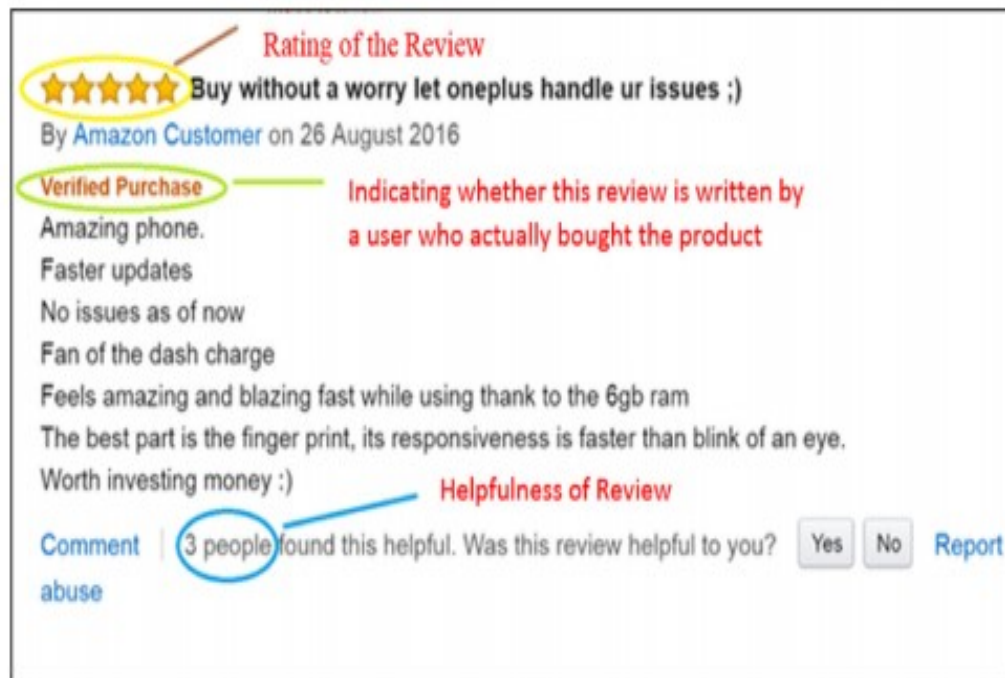 Rating of the Review
Buy without a worry let oneplus handle ur issues ;)
By Amazon Customer on 26 August 2016
Verified Purchase
Indicating whether this review is written by
a user who actually bought the product
Amazing phone.
Faster updates
No issues as of now
Fan of the dash charge
Feels amazing and blazing fast while using thank to the 6gb ram
The best part is the finger print, its responsiveness is faster than blink of an eye.
Worth investing money :)
Helpfulness of Review
Comment 3 people found this helpful. Was this review helpful to you? Yes No Report
abuse